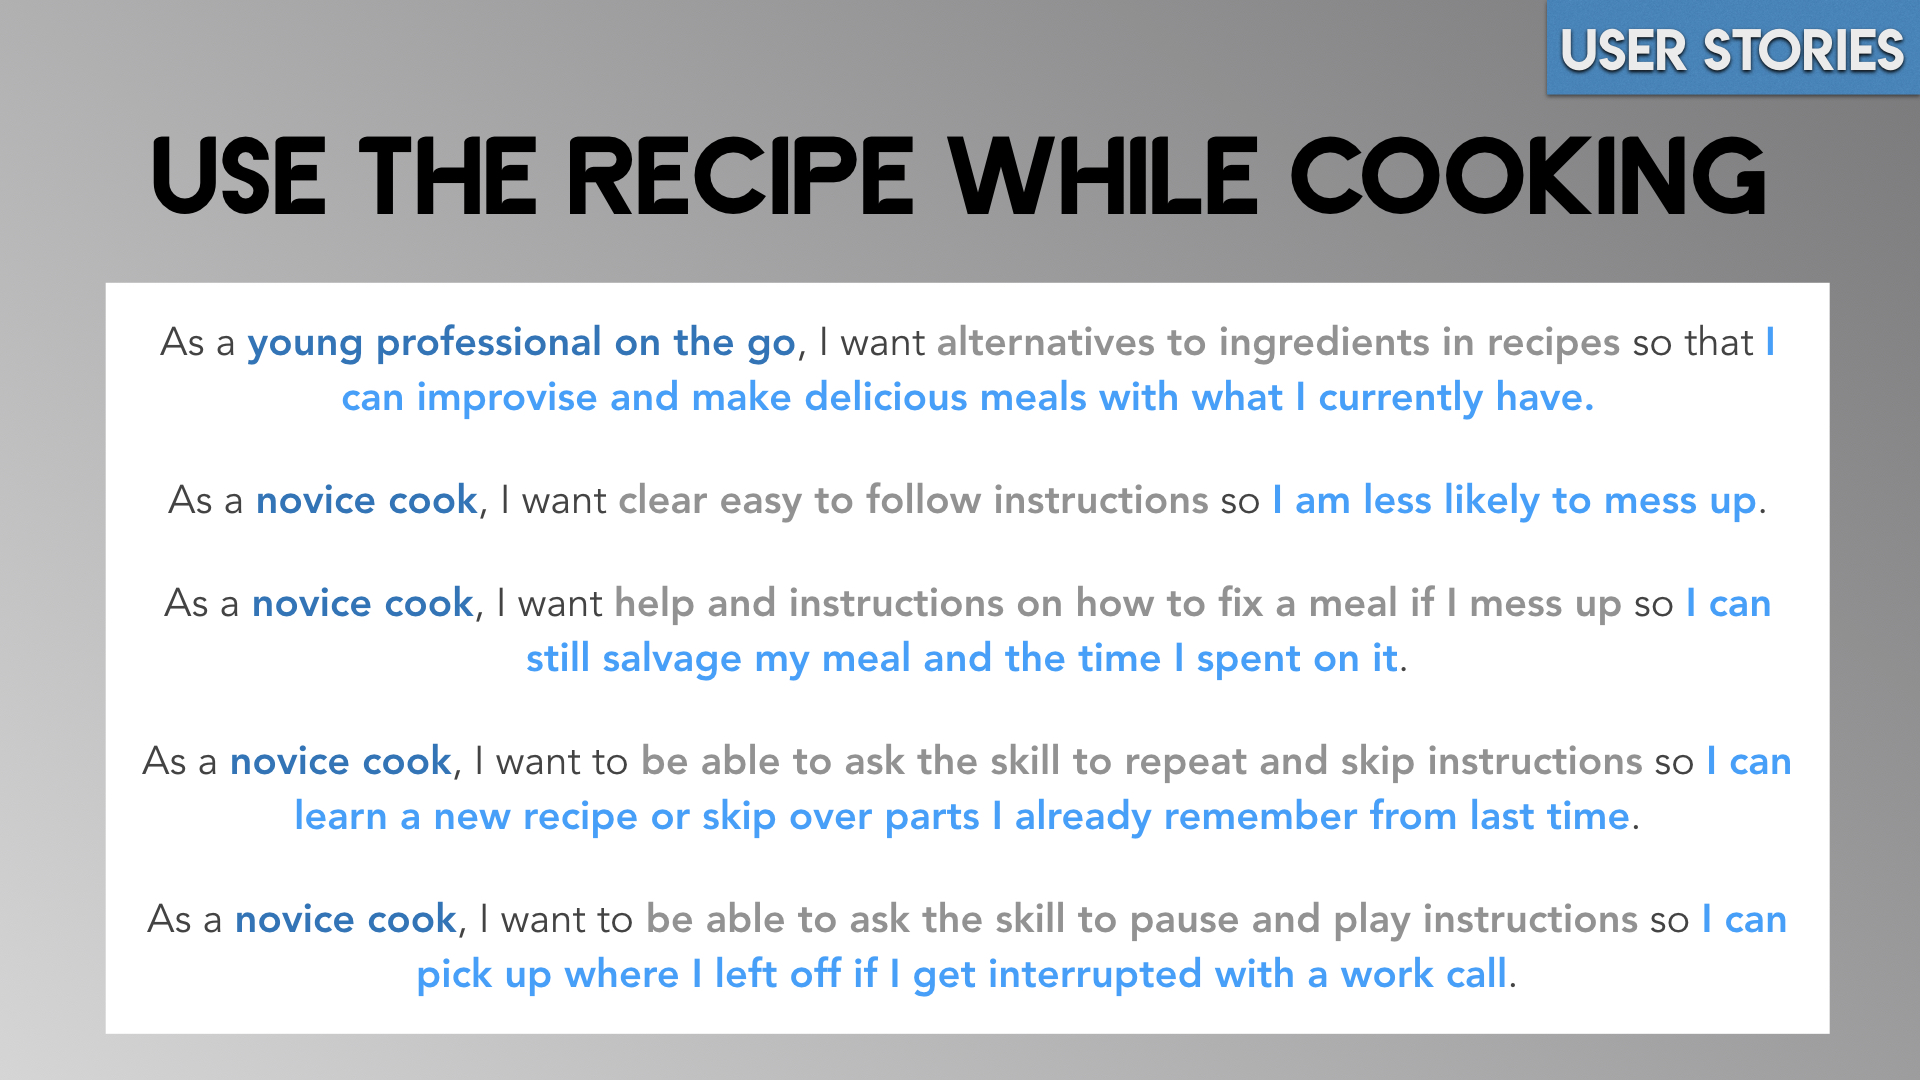 USER STORIES
USE THE RECIPE WHILE COOKING
As a young professional on the go, I want alternatives to ingredients in recipes so that I
can improvise and make delicious meals with what I currently have.
As a novice cook, I want clear easy to follow instructions so I am less likely to mess up.
As a novice cook, I want help and instructions on how to fix a meal if I mess up so I can
still salvage my meal and the time I spent on it.
As a novice cook, I want to be able to ask the skill to repeat and skip instructions so I can
learn a new recipe or skip over parts I already remember from last time.
As a novice cook, I want to be able to ask the skill to pause and play instructions so I can
pick up where I left off if I get interrupted with a work call.